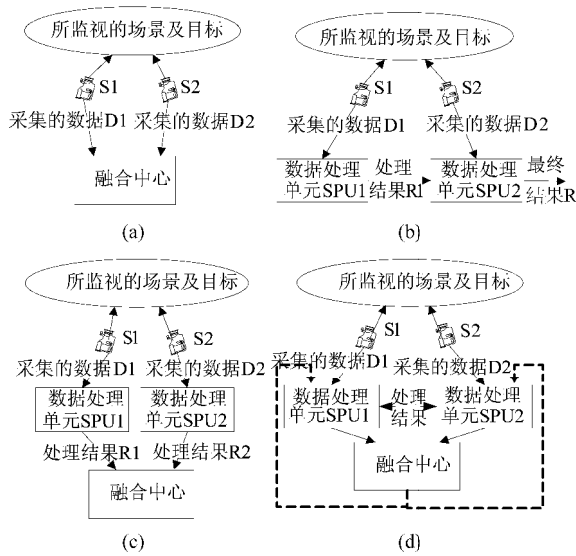 所监视的场景及目标
S1
S2
采集的数据D1
采集的数据D2
融合中心
(a)
所监视的场景及目标
S1
S2
采集的数据D1
采集的数据D2
数据处理
单元SPU1
处理
结果R1
数据处理
单元SPU2
最终
结果R
(b)
所监视的场景及目标
S1
S2
采集的数据D1
采集的数据D2
数据处理
单元SPU1
数据处理
单元SPU2
处理结果R1
处理结果R2
融合中心
(c)
所监视的场景及目标
S1
S2
采集的数据D1
采集的数据D2
数据处理
单元SPU1
处理
结果
数据处理
单元SPU2
融合中心
(d)